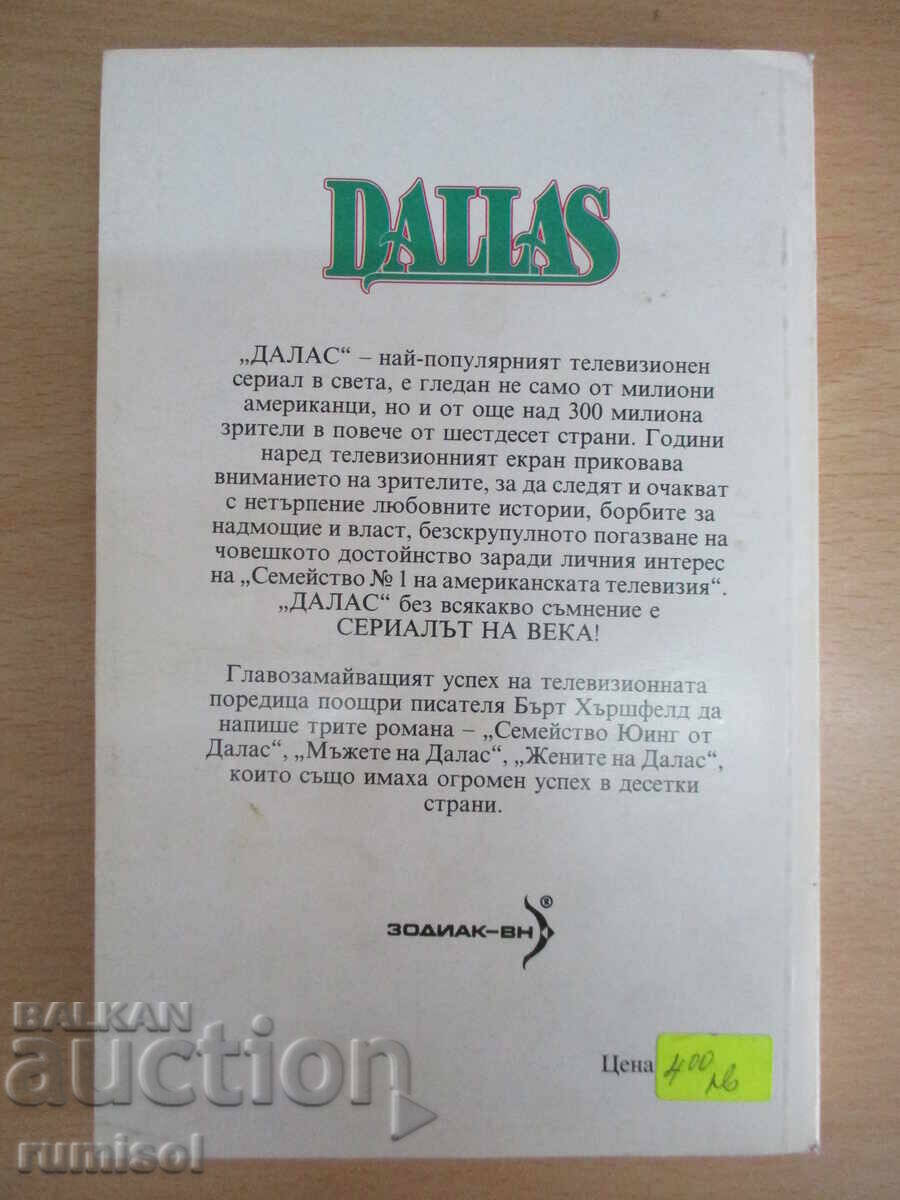 DALLAS
„ДАЛАС“ – най-популярният телевизионен
сериал в света, е гледан не само от милиони
американци, но и от още над 300 милиона
зрители в повече от шестдесет страни. Години
наред телевизионният екран приковава
вниманието на зрителите, за да следят и очакват
с нетърпение любовните истории, борбите за
надмощие и власт, безскрупулното погазване на
човешкото достойнство заради личния интерес
на „Семейство № 1 на американската телевизия“.
„ДАЛАС“ без всякакво съмнение е
СЕРИАЛЪТ НА ВЕКА!
Главозамайващият успех на телевизионната
поредица поощри писателя Бърт Хършфелд да
напише трите романа – „Семейство Юинг от
Далас“, „Мъжете на Далас“, „Жените на Далас“,
които също имаха огромен успех в десетки
страни.
ЗОДИАК–ВН ®
Цена 4 00 лв
BALKAN
auction
rumisol